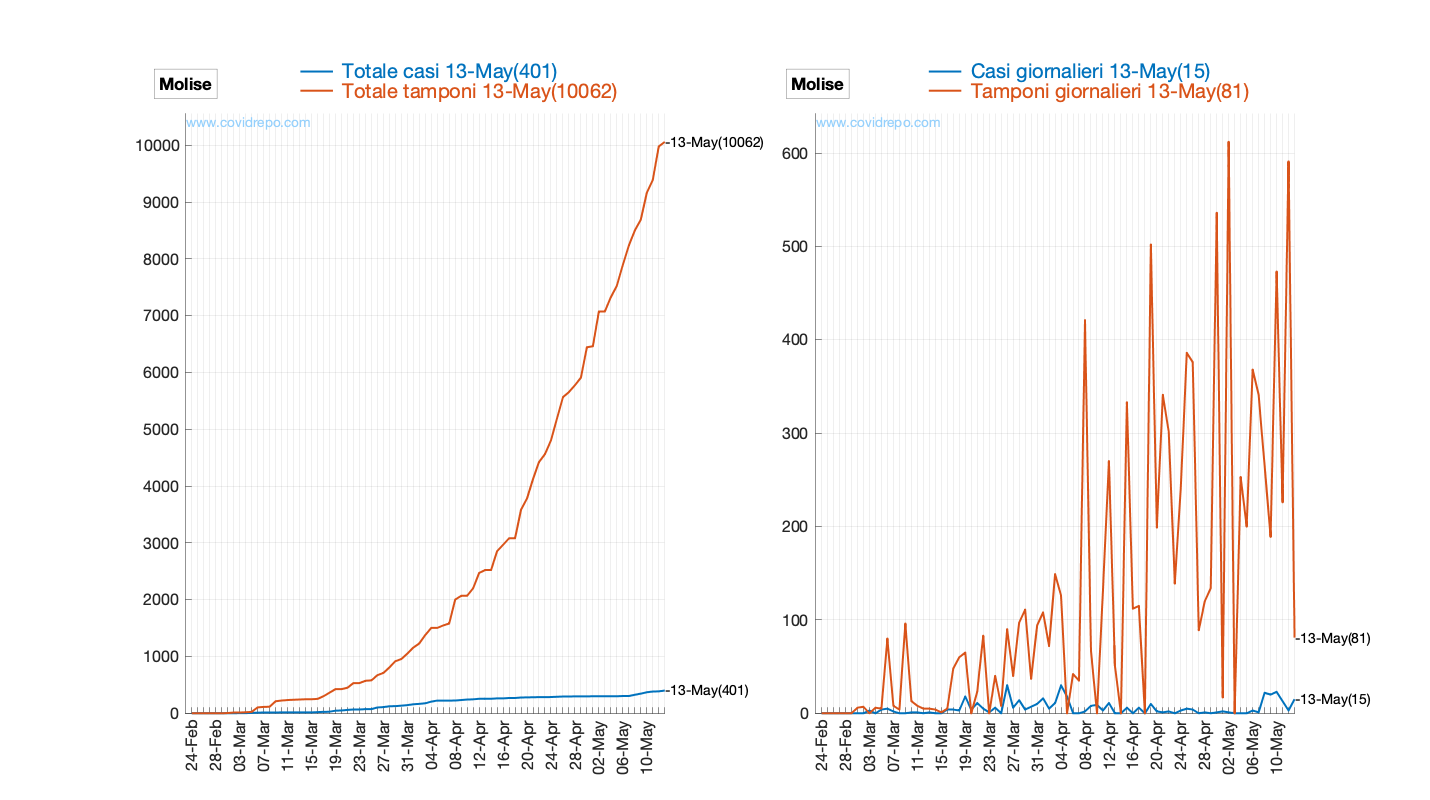 Molise
Totale casi 13-May(401)
Totale tamponi 13-May(10062)
www.covidrepo.com
10000
9000
8000
7000
6000
5000
4000
3000
2000
1000
0
13-May(10062)
13-May(401)
24-Feb
28-Feb
03-Mar
07-Mar
11-Mar
15-Mar
19-Mar
23-Mar
27-Mar
31-Mar
04-Apr
08-Apr
12-Apr
16-Apr
20-Apr
24-Apr
28-Apr
02-May
06-May
10-May
Molise
Casi giornalieri 13-May(15)
Tamponi giornalieri 13-May(81)
www.covidrepo.com
600
500
400
300
200
100
0
13-May(81)
13-May(15)
24-Feb
28-Feb
03-Mar
07-Mar
11-Mar
15-Mar
19-Mar
23-Mar
27-Mar
31-Mar
04-Apr
08-Apr
12-Apr
16-Apr
20-Apr
24-Apr
28-Apr
02-May
06-May
10-May